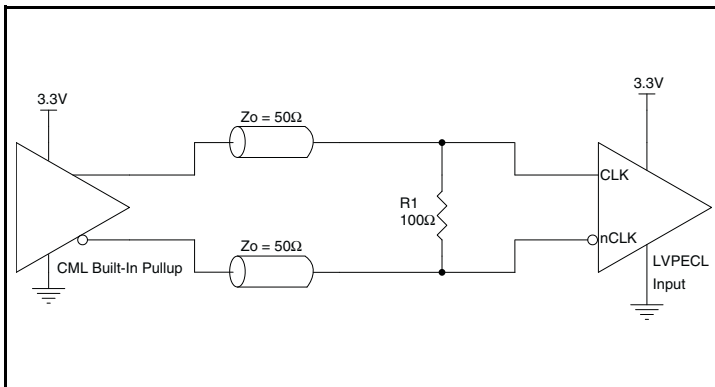 3.3V
3.3V
Zo = 50Ω
CLK
R1
100Ω
nCLK
Zo = 50Ω
CML Built-In Pullup
LVPECL
Input